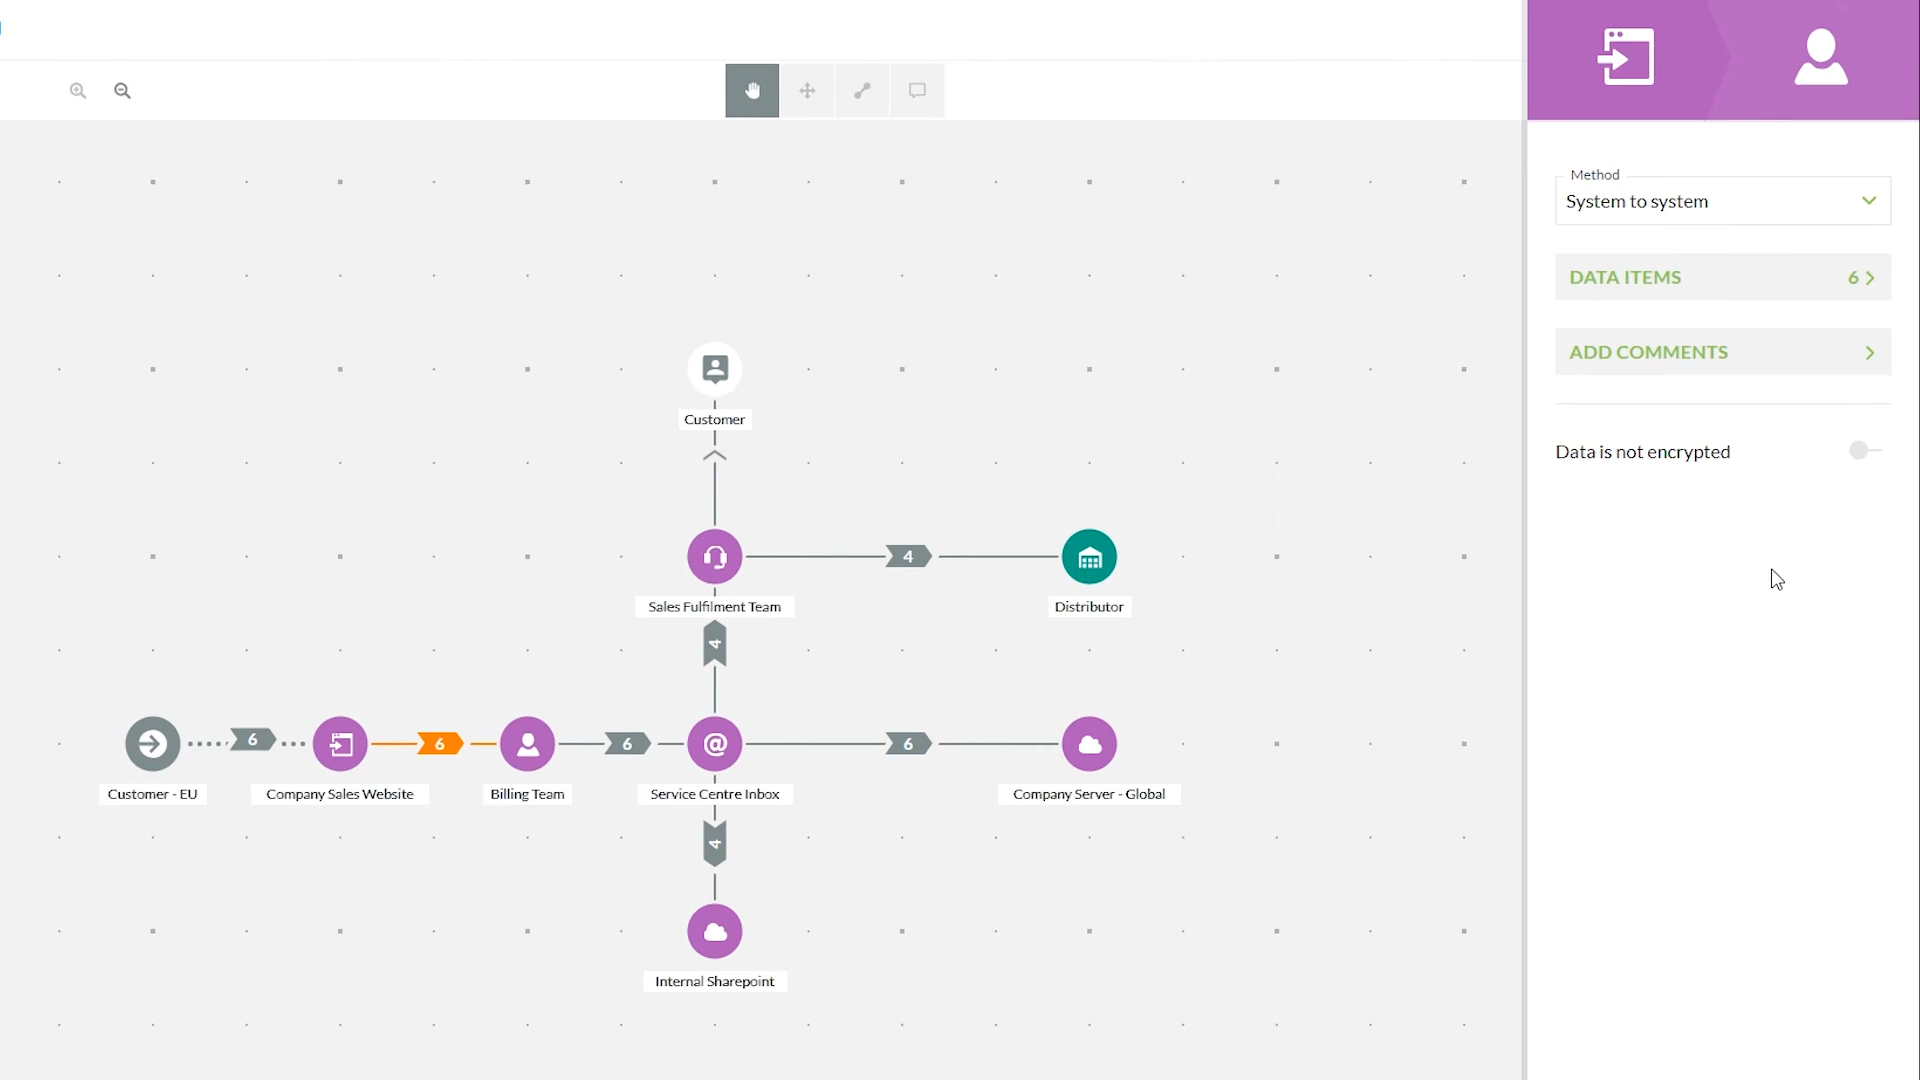 Method
System to system
DATA ITEMS 6
ADD COMMENTS
Data is not encrypted
Customer
4
Sales Fulfilment Team
Distributor
4
6
6
6
6
Customer - EU
Company Sales Website
Billing Team
Service Centre Inbox
Company Server - Global
4
Internal Sharepoint